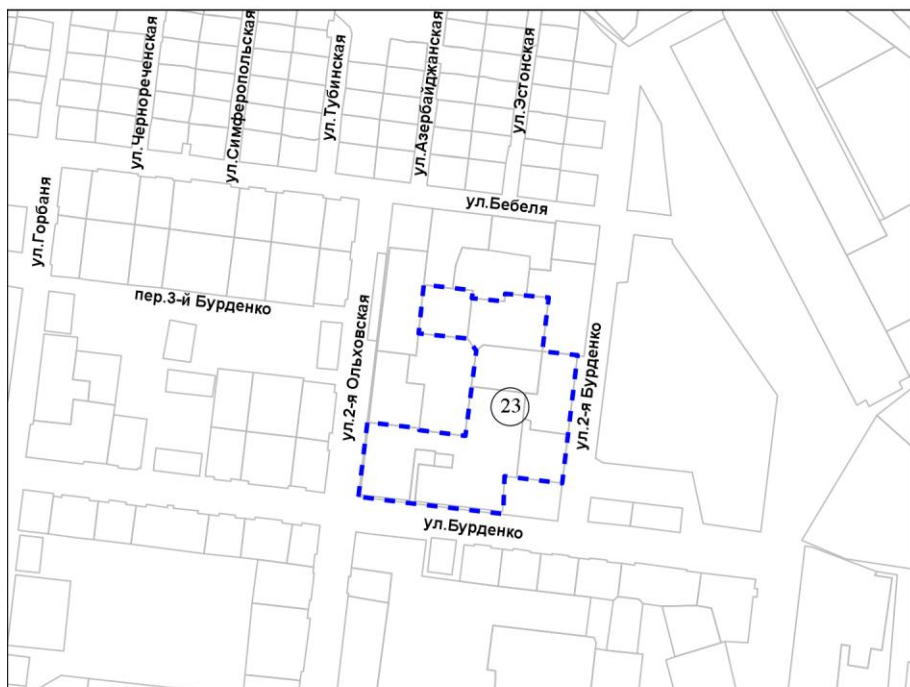 ул.Чернореченская
ул.Симферопольская
ул.Тубинская
ул.Азербайджанская
ул.Эстонская
ул.Бебеля
ул.Горбаня
пер.3-й Бурденко
ул.2-я Ольховская
23
ул.2-я Бурденко
ул.Бурденко